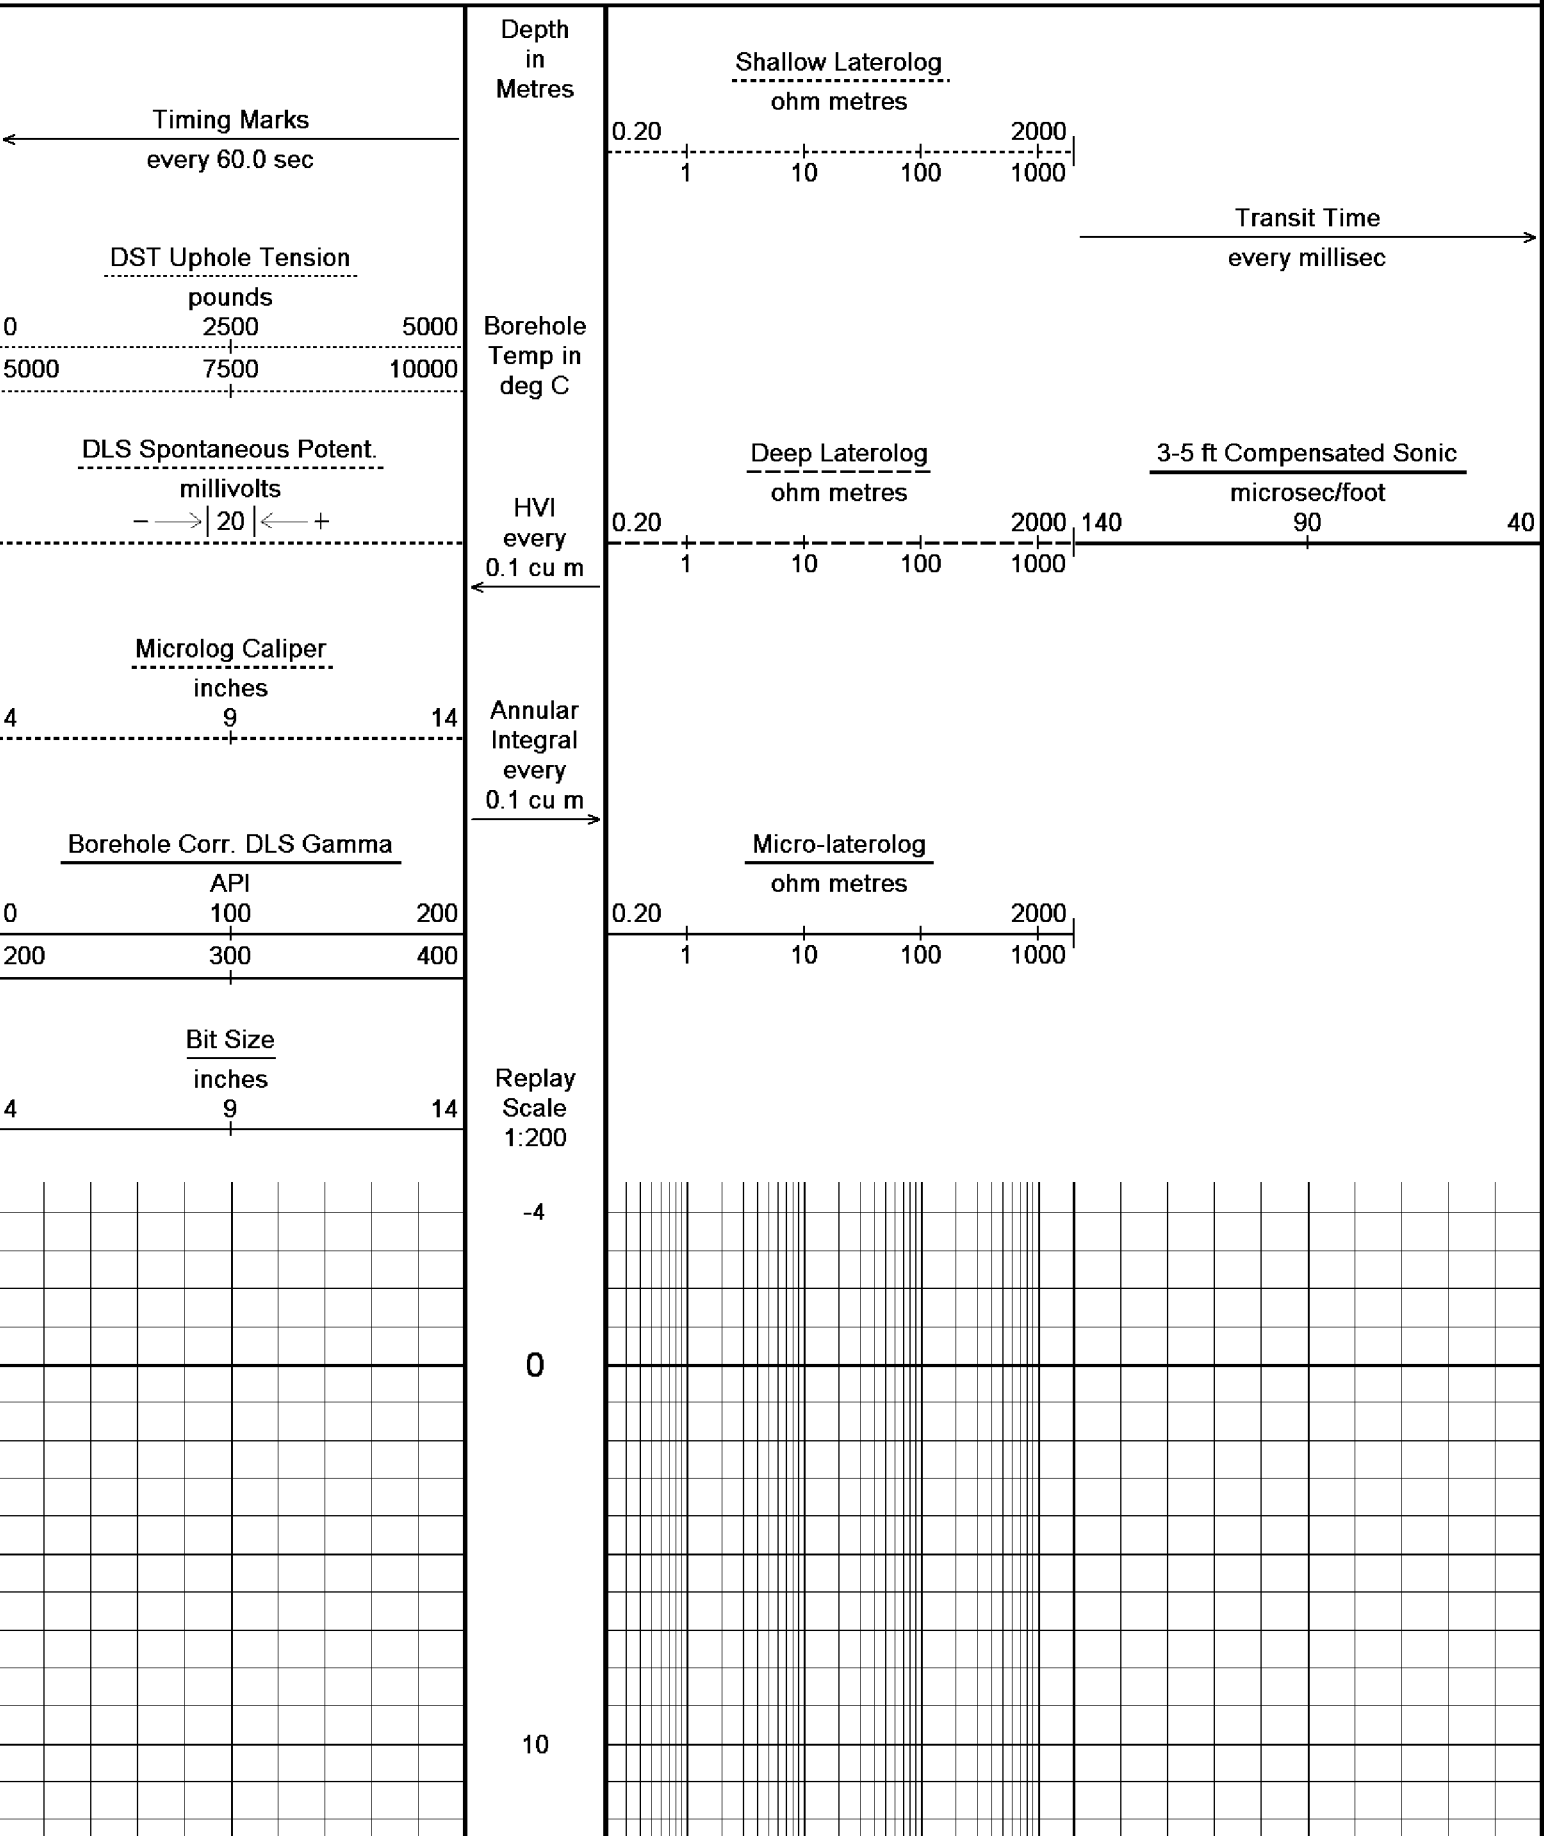 Timing Marks
every 60.0 sec
DST Uphole Tension
pounds
0 2500 5000
5000 7500 10000
DLS Spontaneous Potent.
millivolts
− 20 +
Microlog Caliper
inches
4 9 14
Borehole Corr. DLS Gamma
API
0 100 200
200 300 400
Bit Size
inches
4 9 14
Depth
in
Metres
Borehole
Temp in
deg C
HVI
every
0.1 cu m
Annular
Integral
every
0.1 cu m
Replay
Scale
1:200
-4
0
10
Shallow Laterolog
ohm metres
0.20 2000
1 10 100 1000
Deep Laterolog
ohm metres
0.20 2000
1 10 100 1000
Micro-laterolog
ohm metres
0.20 2000
1 10 100 1000
Transit Time
every millisec
3-5 ft Compensated Sonic
microsec/foot
140 90 40